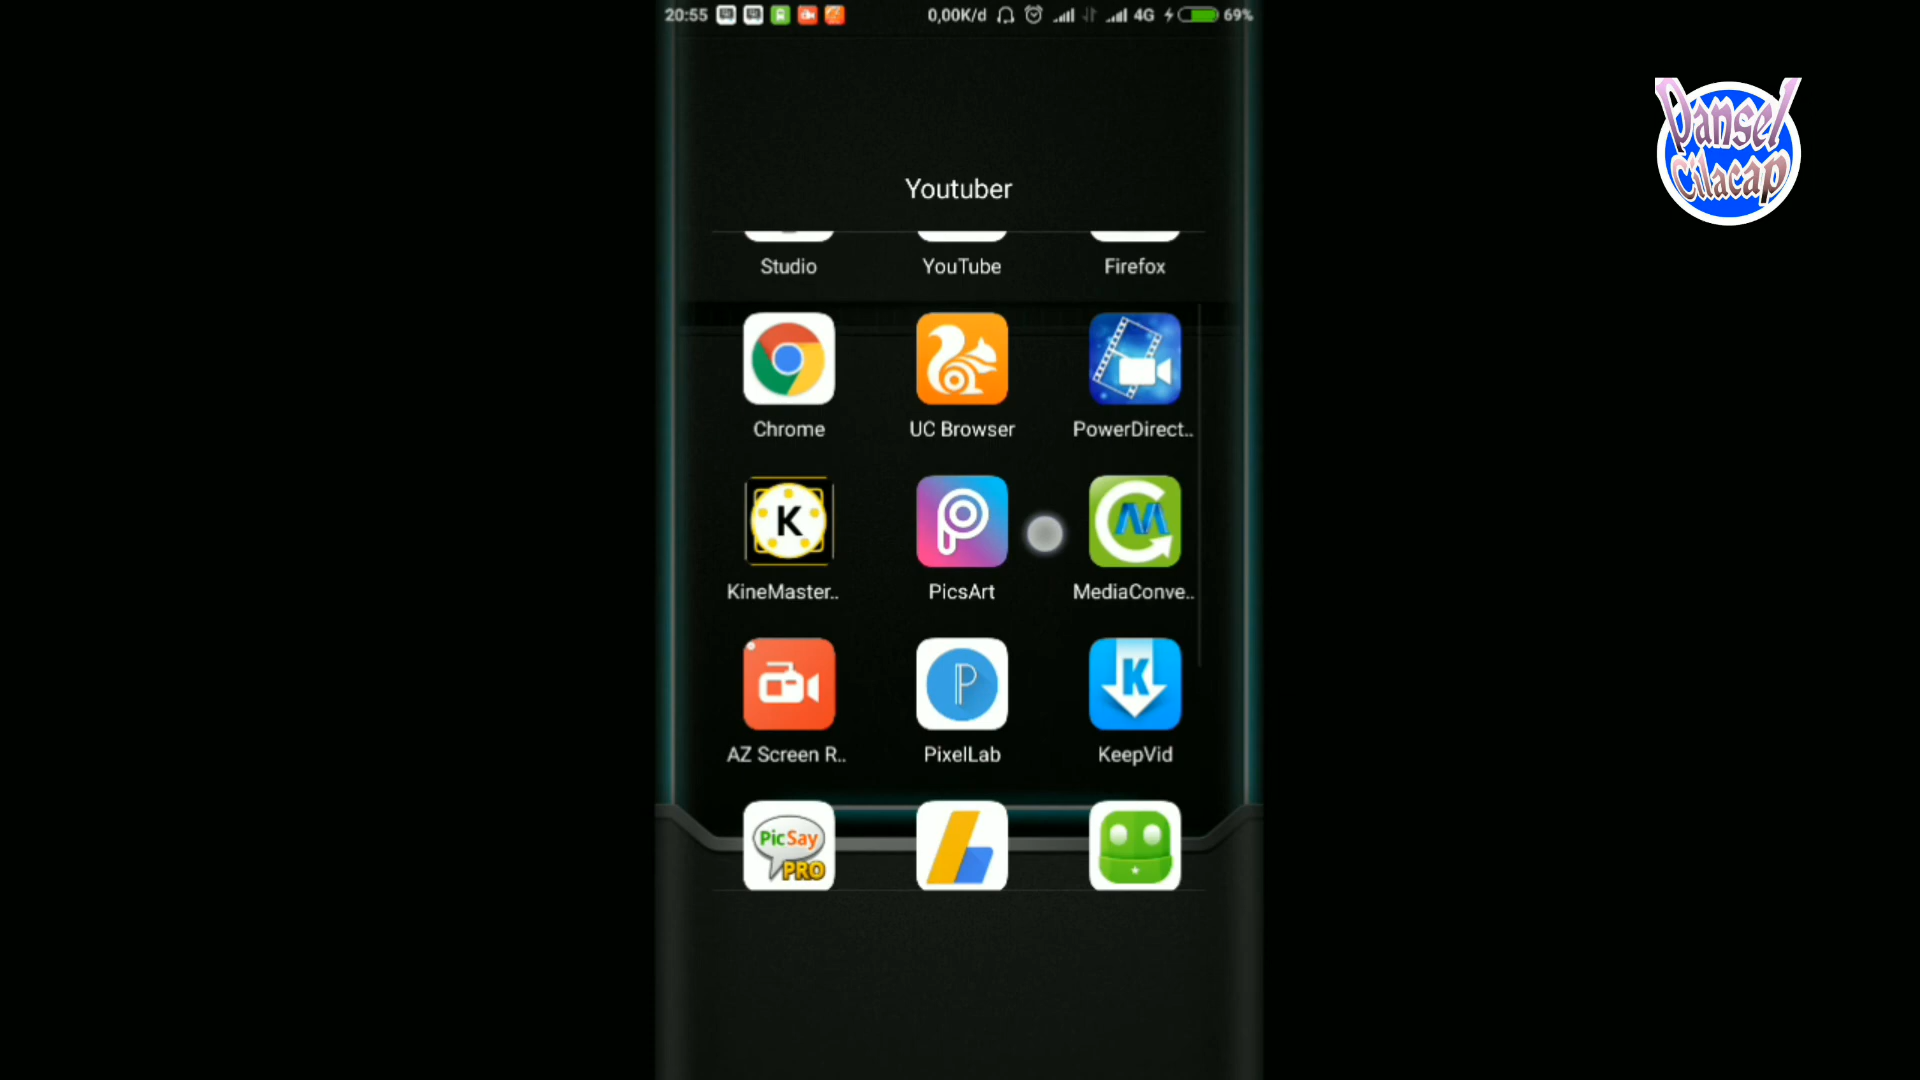 20:55 0,00K/d 4G 69%
Dansel
Cilacap
Youtuber
Studio YouTube Firefox
Chrome UC Browser PowerDirect..
K M
KineMaster.. PicsArt MediaConve..
P K
AZ Screen R.. PixelLab KeepVid
PicSay
PRO